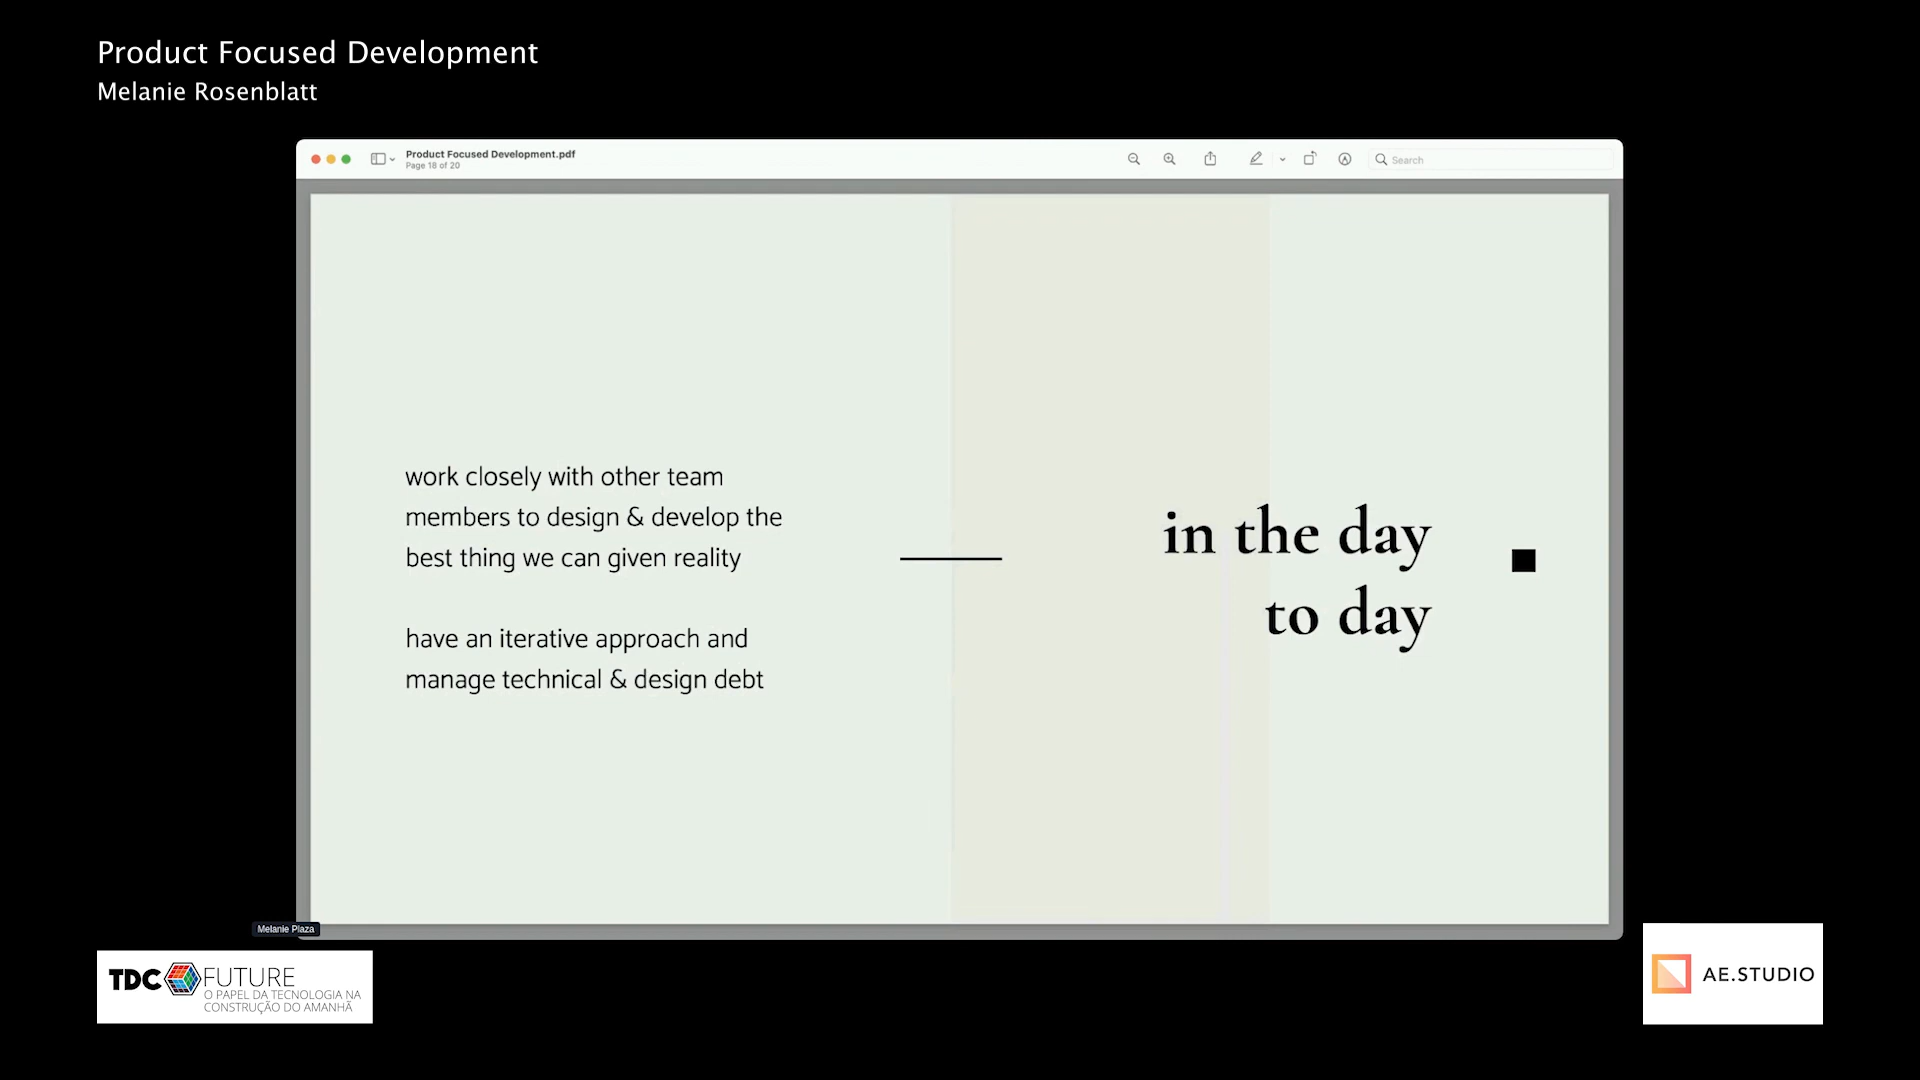 Product Focused Development
Melanie Rosenblatt
Product Focused Development.pdf
Page 18 of 20
Search
work closely with other team
members to design & develop the
best thing we can given reality
have an iterative approach and
manage technical & design debt
in the day
to day
Melanie Plaza
TDC FUTURE
O PAPEL DA TECNOLOGIA NA
CONSTRUÇÃO DO AMANHÃ
AE.STUDIO